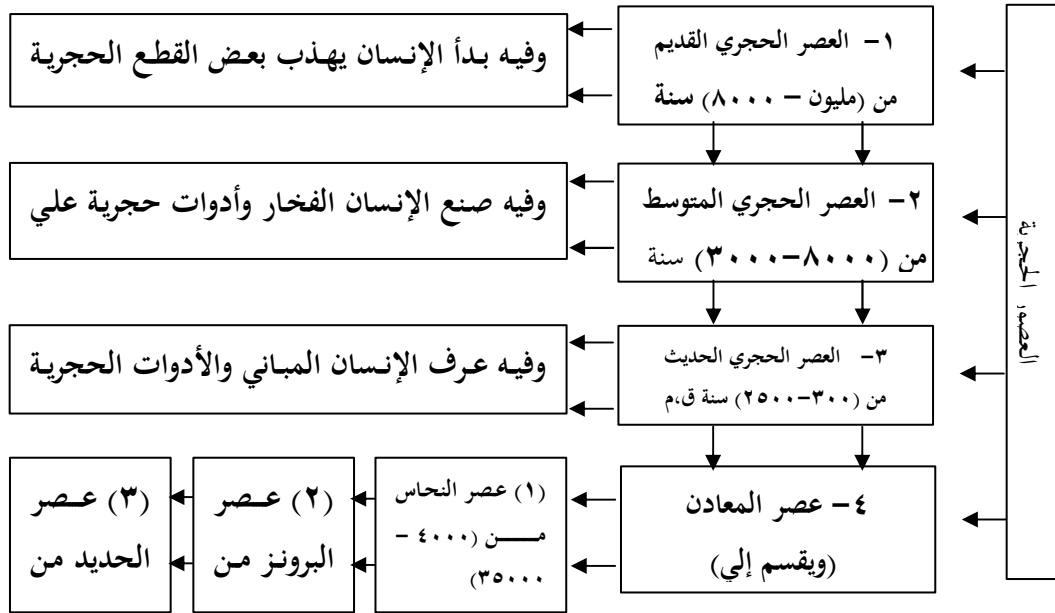 العصور الحجرية
١- العصر الحجري القديم
من (مليون – ٨٠٠٠) سنة
وفيه بدأ الإنسان يهذب بعض القطع الحجرية
٢- العصر الحجري المتوسط
من (٨٠٠٠–٣٠٠٠) سنة
وفيه صنع الإنسان الفخار وأدوات حجرية علي
٣- العصر الحجري الحديث
من (٣٠٠–٢٥٠٠) سنة ق،م
وفيه عرف الإنسان المباني والأدوات الحجرية
٤- عصر المعادن
(ويقسم إلي)
(١) عصر النحاس
مـــن (٤٠٠٠ –
٣٥٠٠٠)
(٢) عــصر
البرونز من
(٣) عــصر
الحديد من